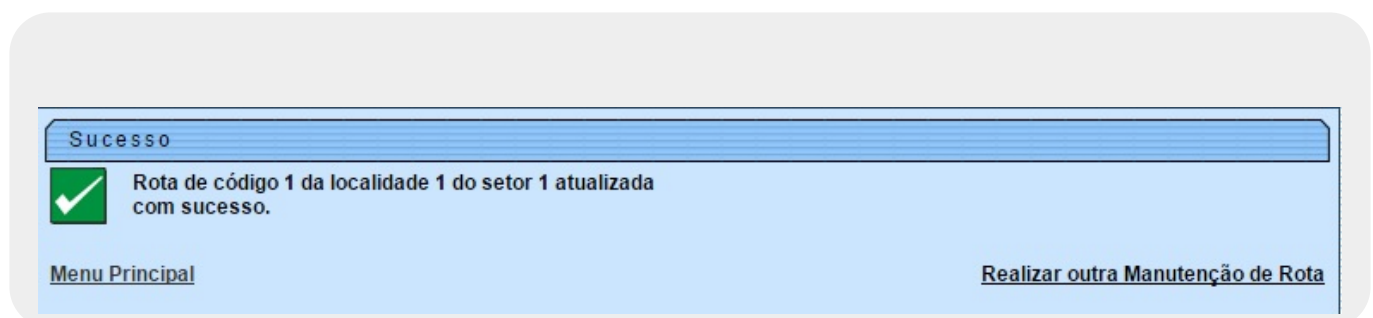 Sucesso
Rota de código 1 da localidade 1 do setor 1 atualizada
com sucesso.
Menu Principal
Realizar outra Manutenção de Rota